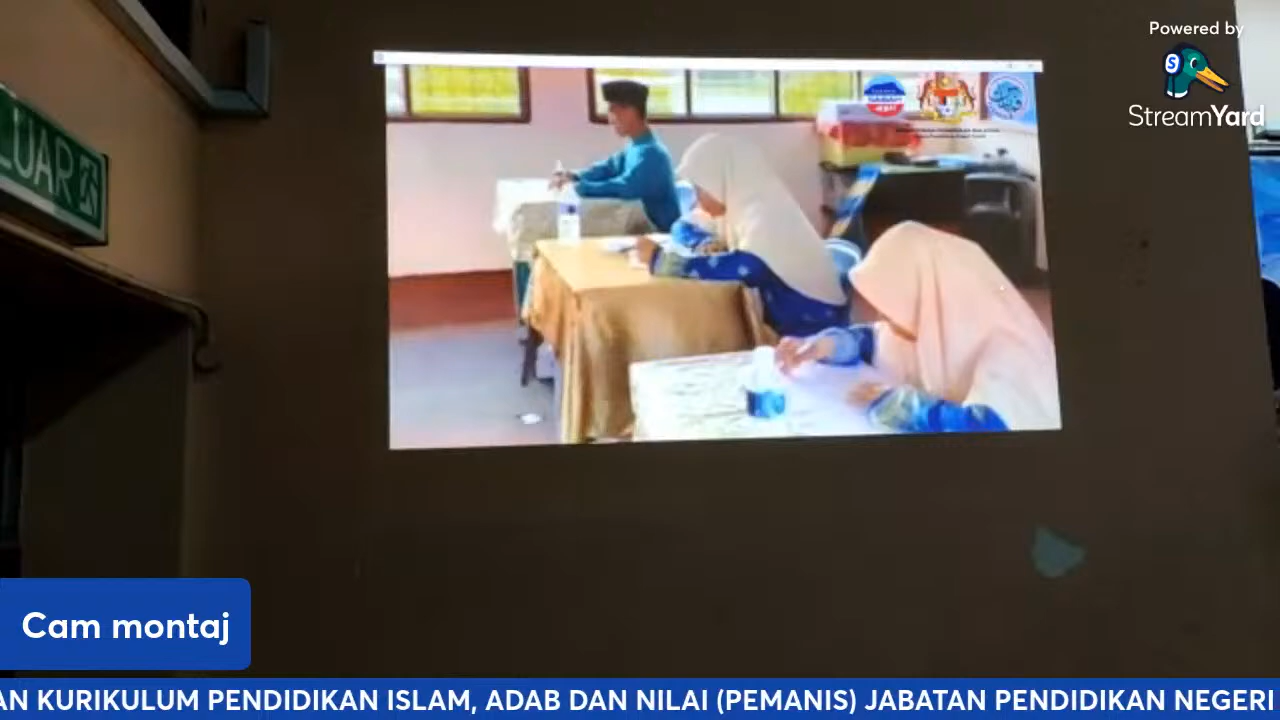 Powered by
StreamYard
LUAR
Cam montaj
AN KURIKULUM PENDIDIKAN ISLAM, ADAB DAN NILAI (PEMANIS) JABATAN PENDIDIKAN NEGERI